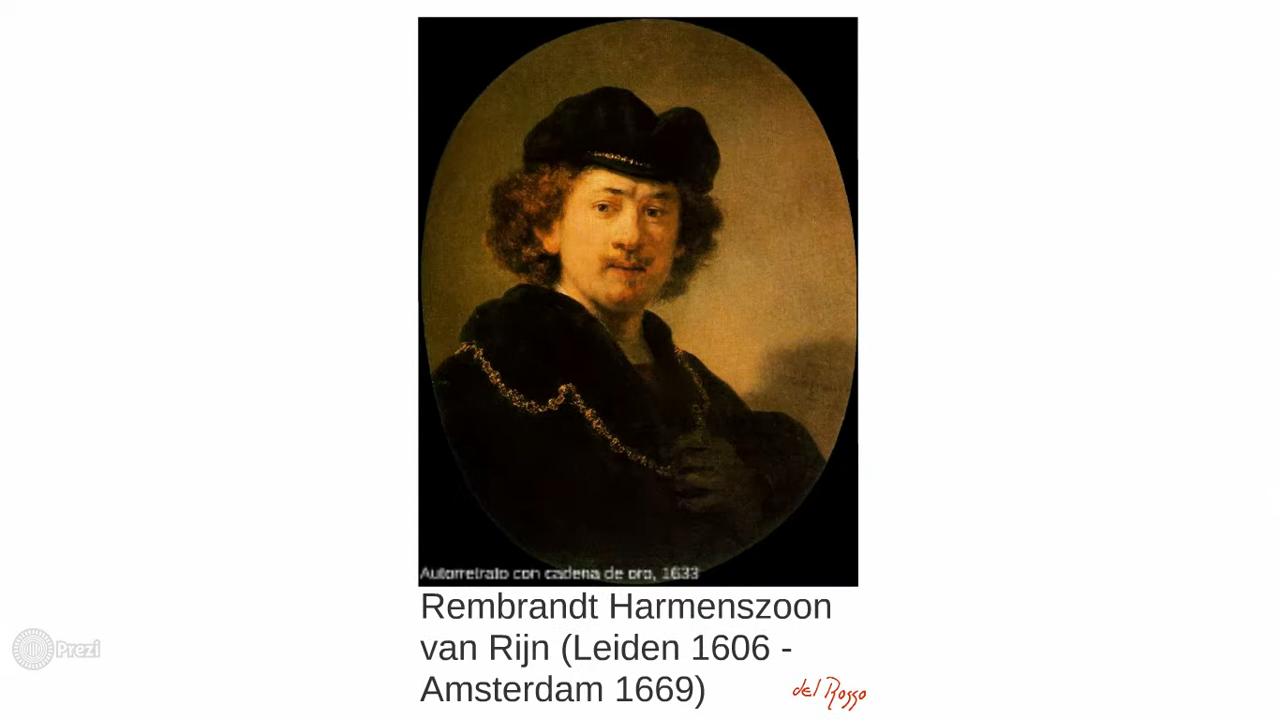 Autorretrato con cadena de oro, 1633
Rembrandt Harmenszoon
van Rijn (Leiden 1606 -
Amsterdam 1669)
del Rosso
Prezi